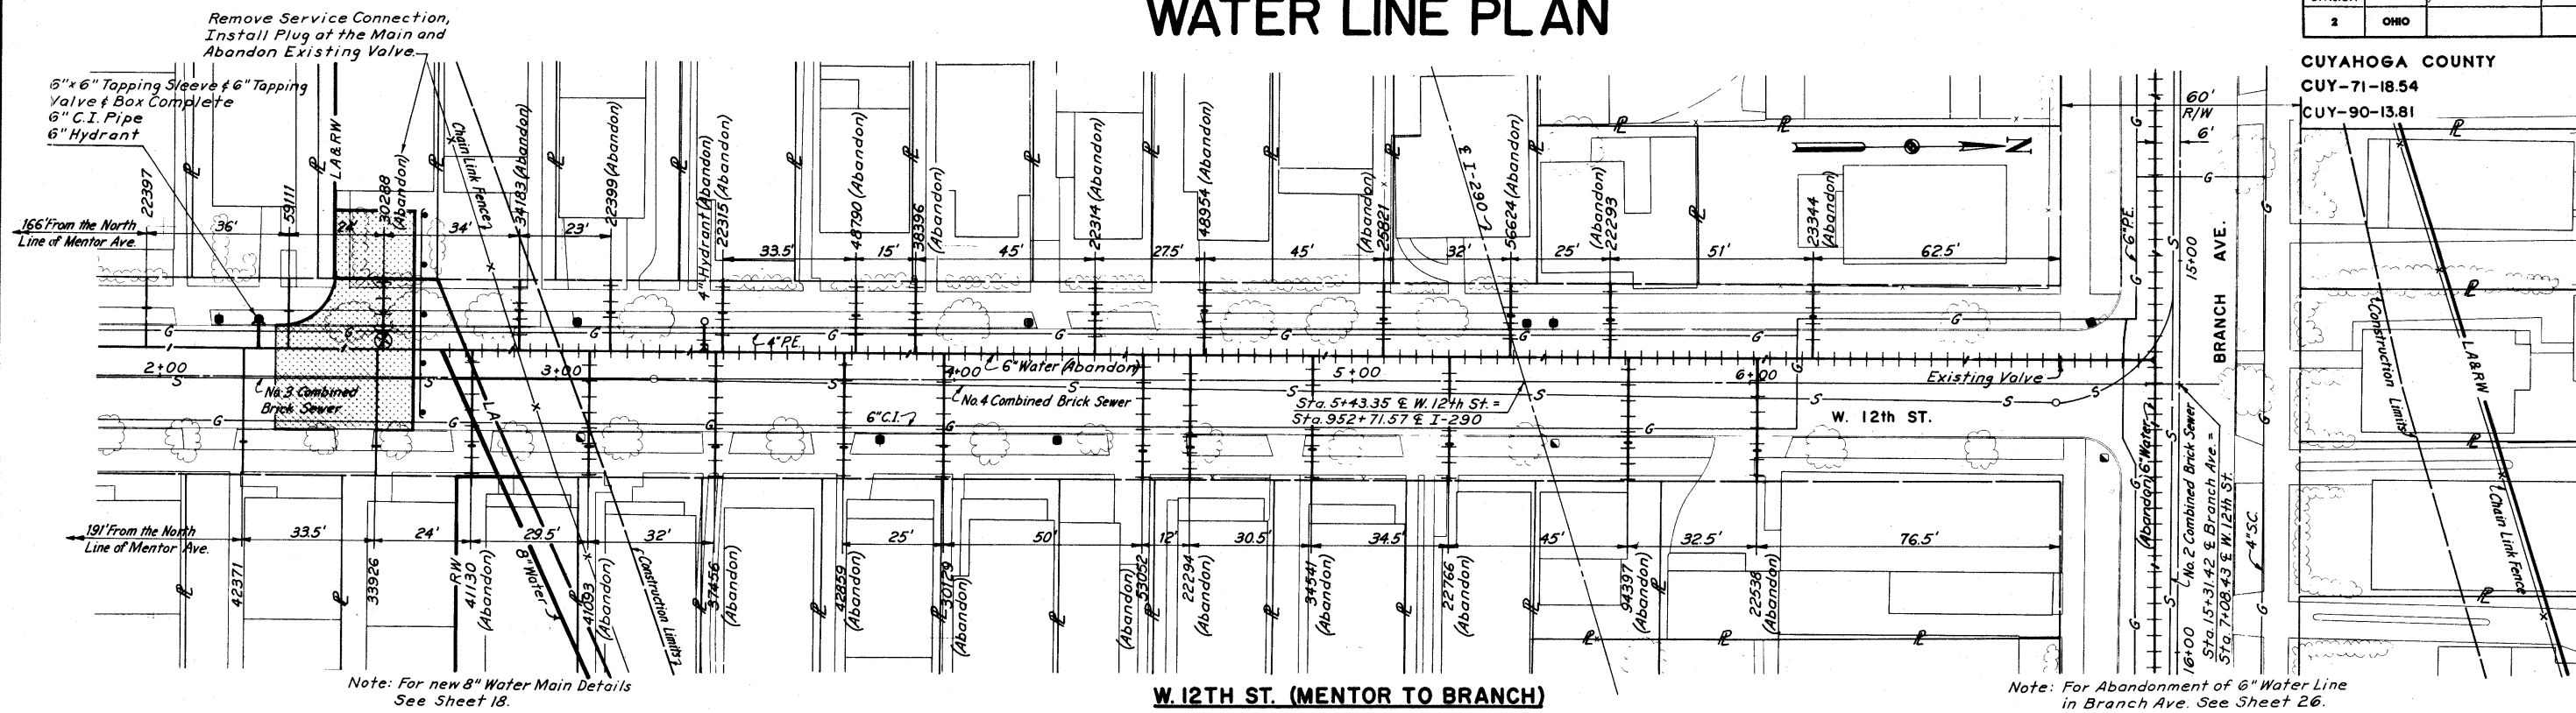 WATER LINE PLAN
2 OHIO
CUYAHOGA COUNTY
CUY-71-18.54
CUY-90-13.81
Remove Service Connection,
Install Plug at the Main and
Abandon Existing Valve.
6"x6" Tapping Sleeve & 6" Tapping
Valve & Box Complete
6" C.I. Pipe
6" Hydrant
LA&RW
Chain Link Fence
22397
59111
30288
(Abandon)
34183 (Abandon)
22399 (Abandon)
4" Hydrant (Abandon)
22315 (Abandon)
48790 (Abandon)
38396
(Abandon)
22314 (Abandon)
48954 (Abandon)
(Abandon)
25821
℄ I-290
56624 (Abandon)
(Abandon)
22293
23344
(Abandon)
N
60'
R/W
6'
6" P.E.
166' From the North
Line of Mentor Ave.
36'
24'
34'
23'
33.5'
15'
45'
27.5'
45'
32'
25'
51'
62.5'
15+00
BRANCH AVE.
Construction Limits
LA&RW
Chain Link Fence
4" P.E.
2+00
3+00
4+00
6" Water (Abandon)
5+00
6+00
Existing Valve
No. 3 Combined
Brick Sewer
No. 4 Combined Brick Sewer
Sta. 5+43.35 ℄ W. 12th St. =
Sta. 952+71.57 ℄ I-290
6" C.I.
W. 12th ST.
LA
191' From the North
Line of Mentor Ave.
33.5'
24'
29.5'
32'
25'
50'
12'
30.5'
34.5'
45'
32.5'
76.5'
42371
33926
RW
41130
(Abandon)
8" Water
41093
(Abandon)
Construction Limits
37456
(Abandon)
42859
(Abandon)
30129
(Abandon)
(Abandon)
53052
22294
(Abandon)
34541
(Abandon)
22766
(Abandon)
94397
(Abandon)
22538
(Abandon)
(Abandon) 6" Water
No. 2 Combined Brick Sewer
16+00
Sta. 15+31.42 ℄ Branch Ave. =
Sta. 7+08.43 ℄ W. 12th St.
4" S.C.
Note: For new 8" Water Main Details
See Sheet 18.
W. 12TH ST. (MENTOR TO BRANCH)
Note: For Abandonment of 6" Water Line
in Branch Ave. See Sheet 26.